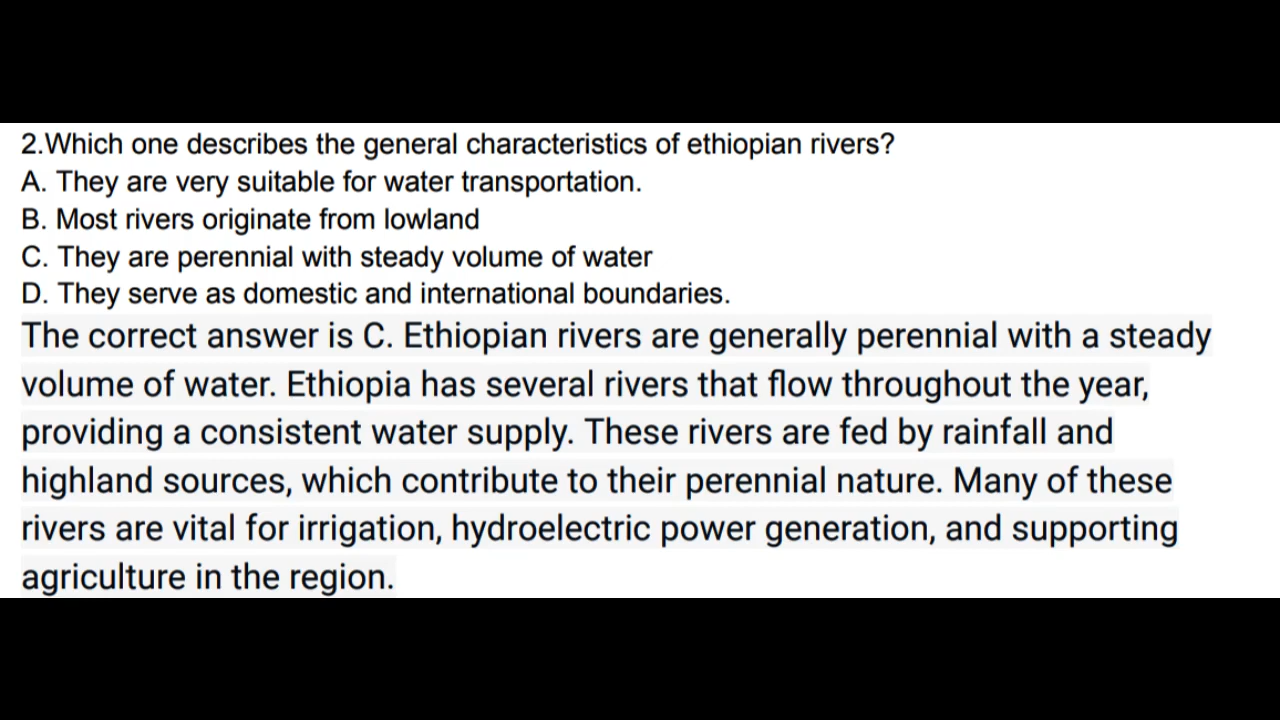 2.Which one describes the general characteristics of ethiopian rivers?
A. They are very suitable for water transportation.
B. Most rivers originate from lowland
C. They are perennial with steady volume of water
D. They serve as domestic and international boundaries.
The correct answer is C. Ethiopian rivers are generally perennial with a steady
volume of water. Ethiopia has several rivers that flow throughout the year,
providing a consistent water supply. These rivers are fed by rainfall and
highland sources, which contribute to their perennial nature. Many of these
rivers are vital for irrigation, hydroelectric power generation, and supporting
agriculture in the region.